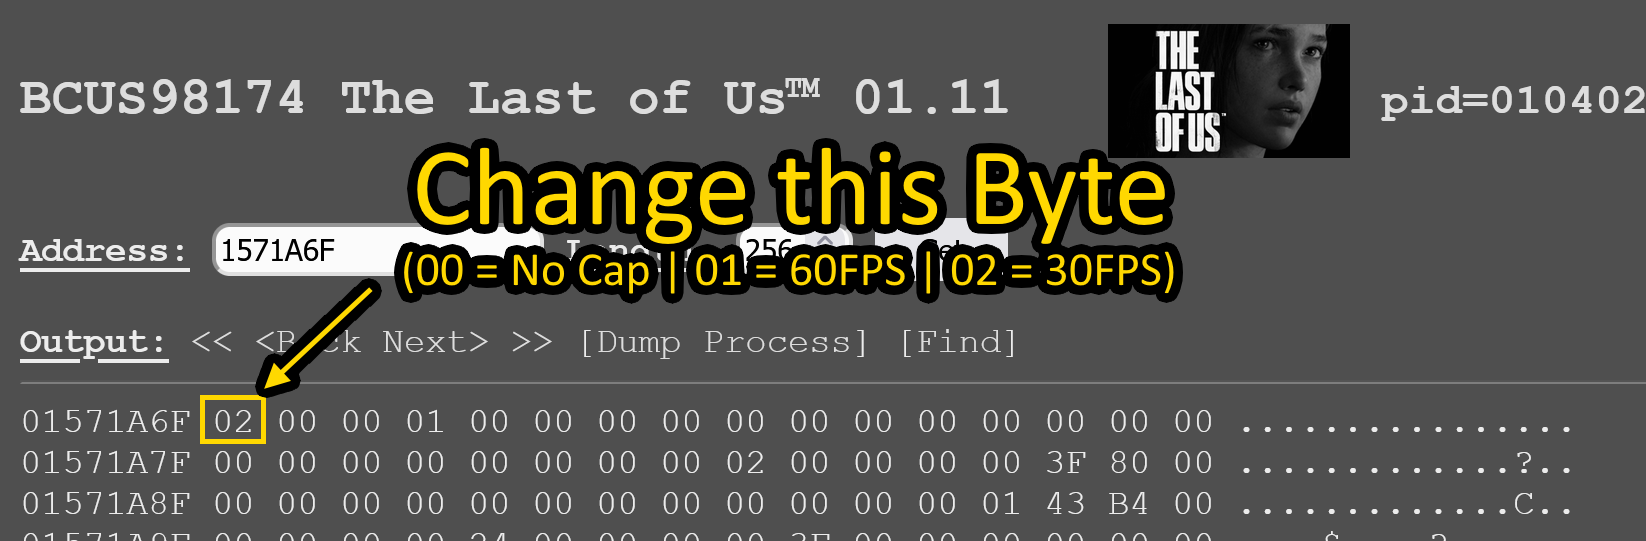 THE
LAST
OF US
BCUS98174 The Last of Us™ 01.11
pid=010402
Change this Byte
Address: 1571A6F 256
(00 = No Cap | 01 = 60FPS | 02 = 30FPS)
Output: << <Back Next> >> [Dump Process] [Find]
01571A6F 02 00 00 01 00 00 00 00 00 00 00 00 00 00 00 00 ................
01571A7F 00 00 00 00 00 00 00 00 02 00 00 00 00 3F 80 00 .............?..
01571A8F 00 00 00 00 00 00 00 00 00 00 00 00 01 43 B4 00 .............C..